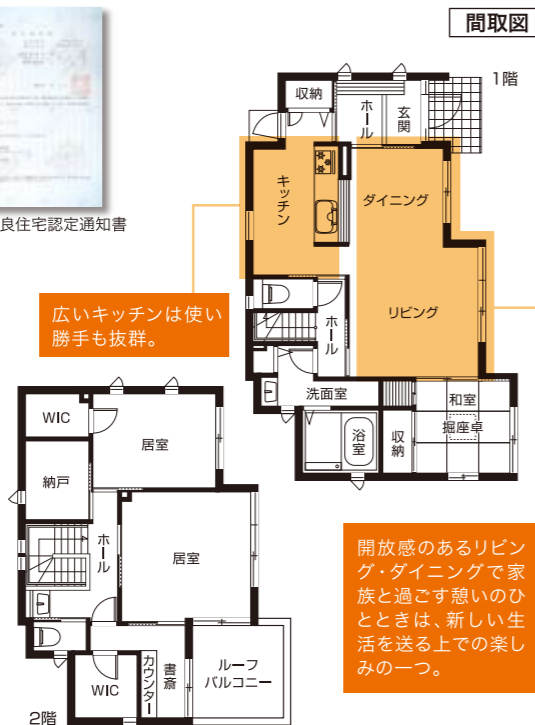 間取図
1階
良住宅認定通知書
収納
ホール
玄関
キッチン
ダイニング
リビング
ホール
洗面室
浴室
収納
和室
掘座卓
広いキッチンは使い
勝手も抜群。
WIC
居室
納戸
ホール
居室
WIC
カウンター
書斎
ルーフ
バルコニー
2階
開放感のあるリビン
グ・ダイニングで家
族と過ごす憩いのひ
とときは、新しい生
活を送る上での楽し
みの一つ。